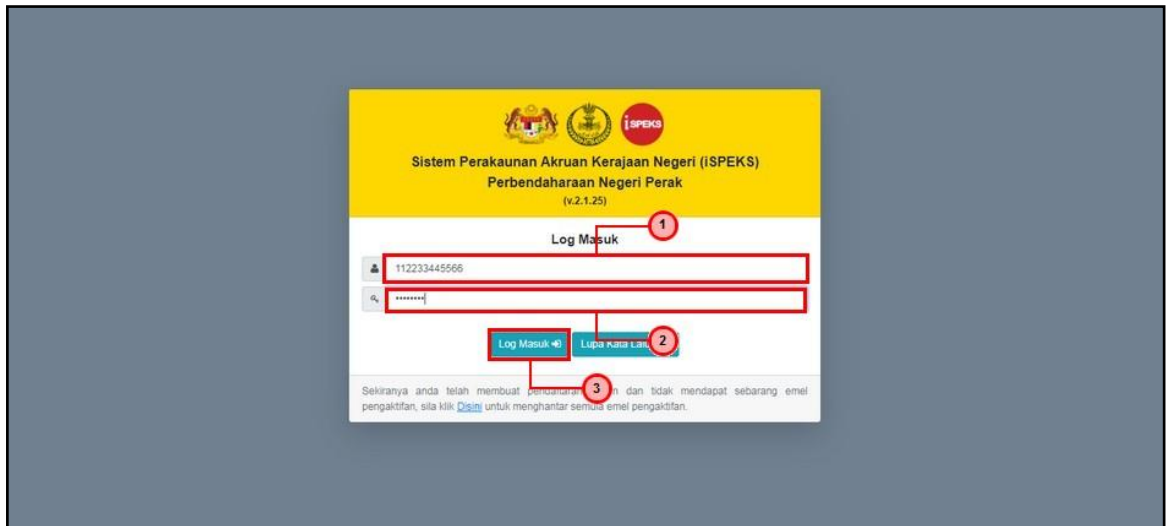 iSPEKS
Sistem Perakaunan Akruan Kerajaan Negeri (iSPEKS)
Perbendaharaan Negeri Perak
(v.2.1.25)
1
Log Masuk
112233445566
••••••••
Log Masuk
Lupa Kata
2
3
Sekiranya anda telah membuat dan tidak mendapat sebarang emel
pengaktifan, sila klik Disini untuk menghantar semula emel pengaktifan.